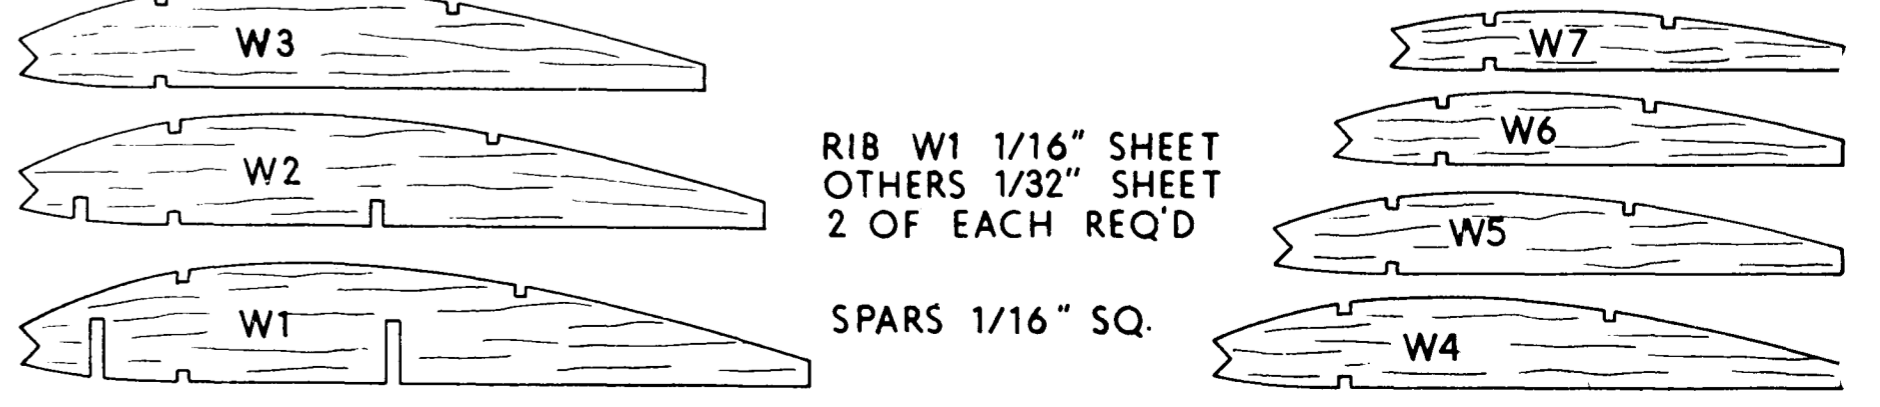 W3
W2
W1
RIB W1 1/16" SHEET
OTHERS 1/32" SHEET
2 OF EACH REQ'D
SPARS 1/16" SQ.
W7
W6
W5
W4